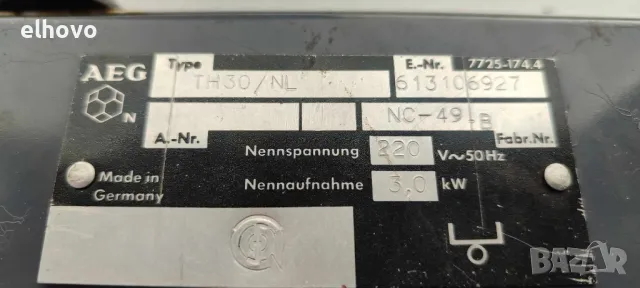 elhovo
AEG Type TH30/NL E.-Nr. 7725-174.4 613106927
N A.-Nr. NC-49-B Fabr.Nr.
Nennspannung 220 V~50Hz
Made in Germany Nennaufnahme 3,0 kW
BAZAR